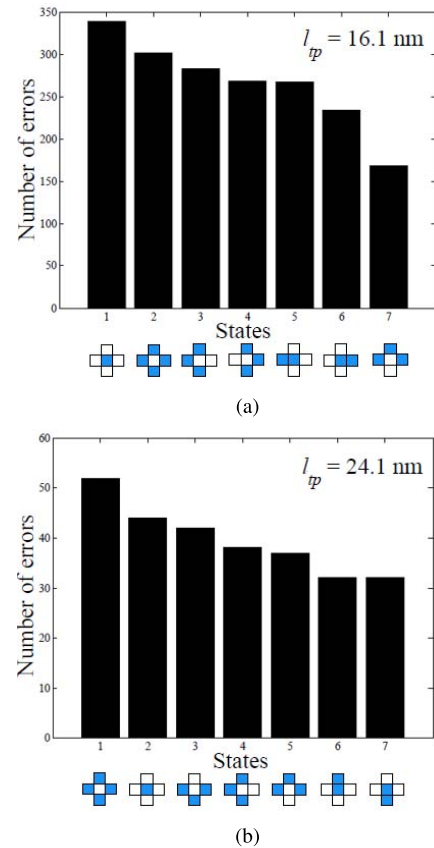 350
300
250
200
150
100
50
0
Number of errors
l_tp = 16.1 nm
1 2 3 4 5 6 7
States
(a)
60
50
40
30
20
10
0
Number of errors
l_tp = 24.1 nm
1 2 3 4 5 6 7
States
(b)